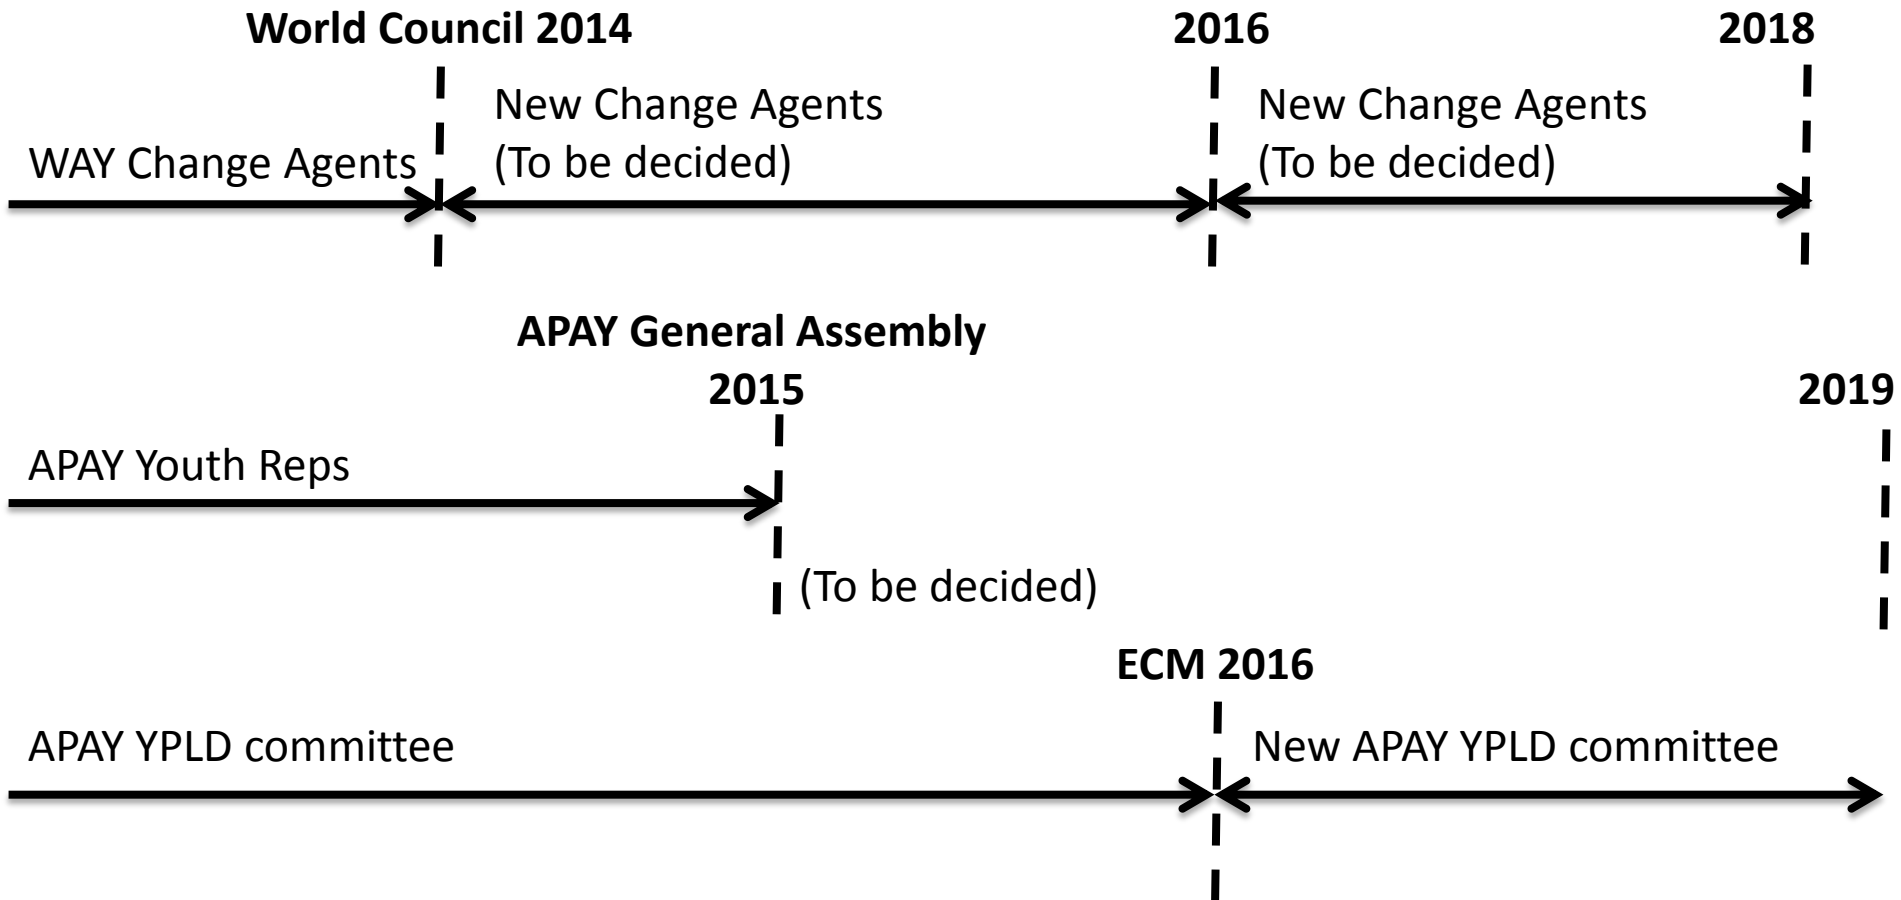 World Council 2014
2016
2018
New Change Agents
(To be decided)
New Change Agents
(To be decided)
WAY Change Agents
APAY General Assembly
2015
2019
APAY Youth Reps
(To be decided)
ECM 2016
APAY YPLD committee
New APAY YPLD committee